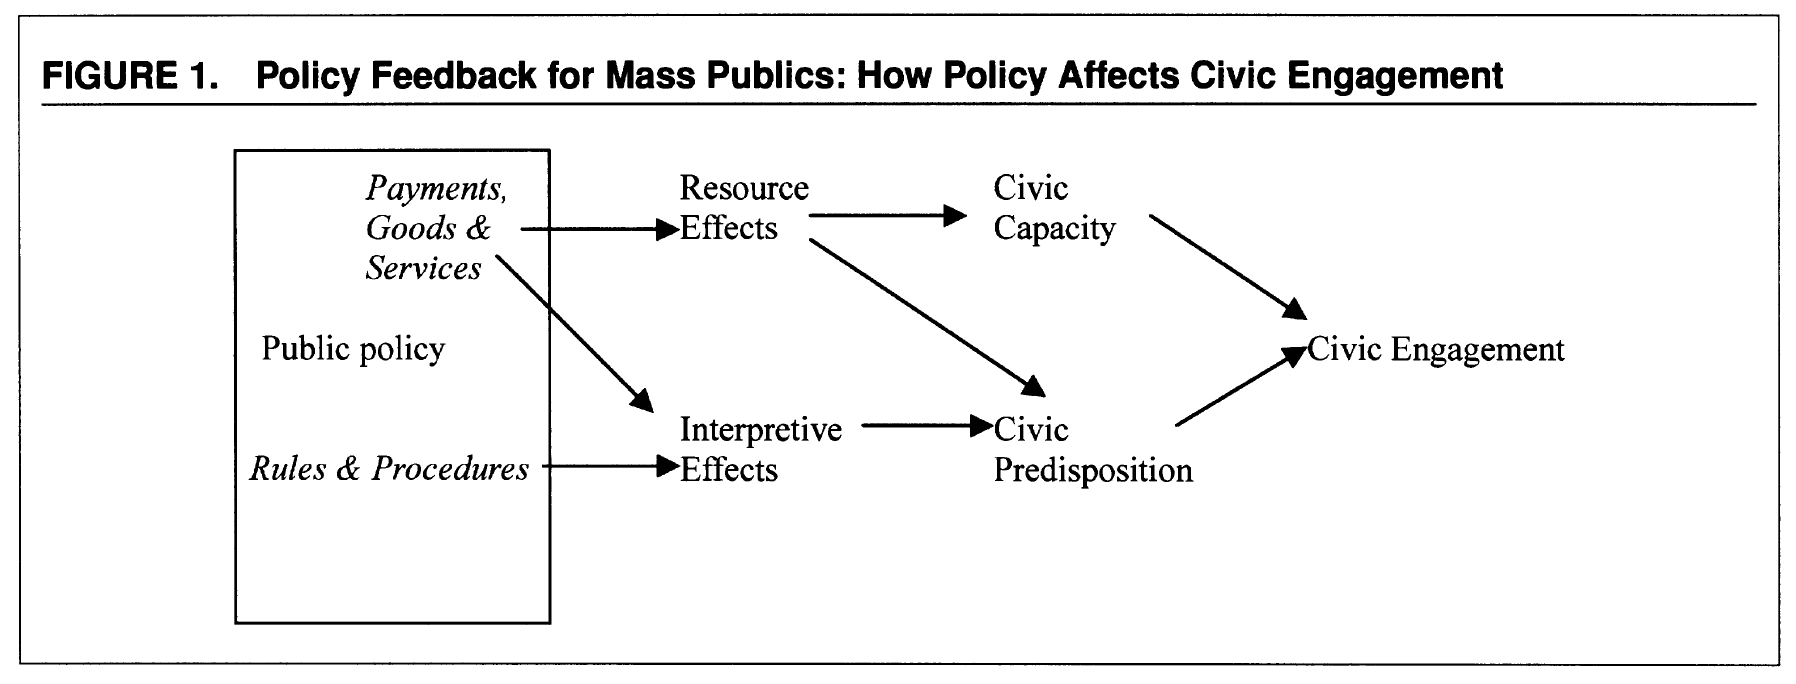 FIGURE 1. Policy Feedback for Mass Publics: How Policy Affects Civic Engagement
Payments,
Goods &
Services
Public policy
Rules & Procedures
Resource
Effects
Interpretive
Effects
Civic
Capacity
Civic
Predisposition
Civic Engagement